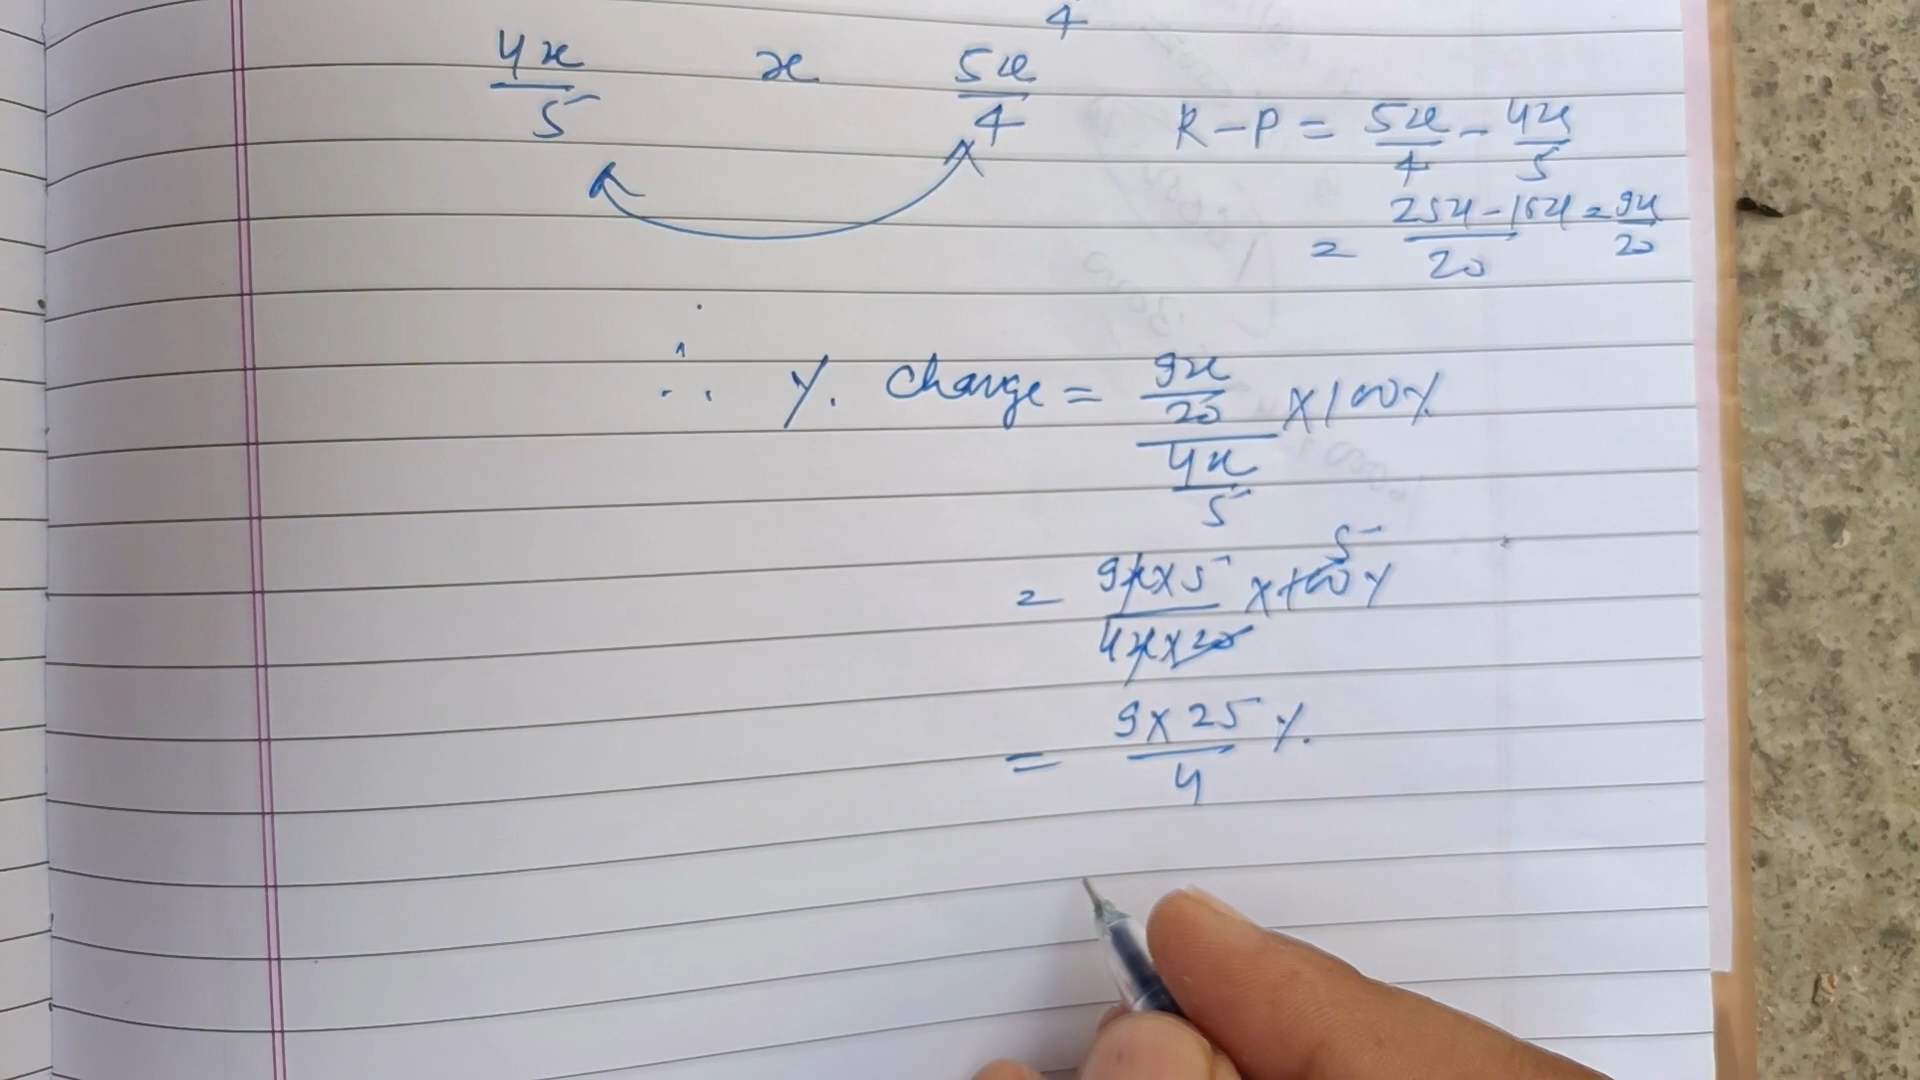 4
4x/5 x 5x/4
R - P = 5x/4 - 4x/5
= 25x - 16x/20 = 9x/20
∴ % Change = 9x/20 / 4x/5 × 100%
5
= 9x × 5/4x × 20 × 100%
= 9 × 25/4 %